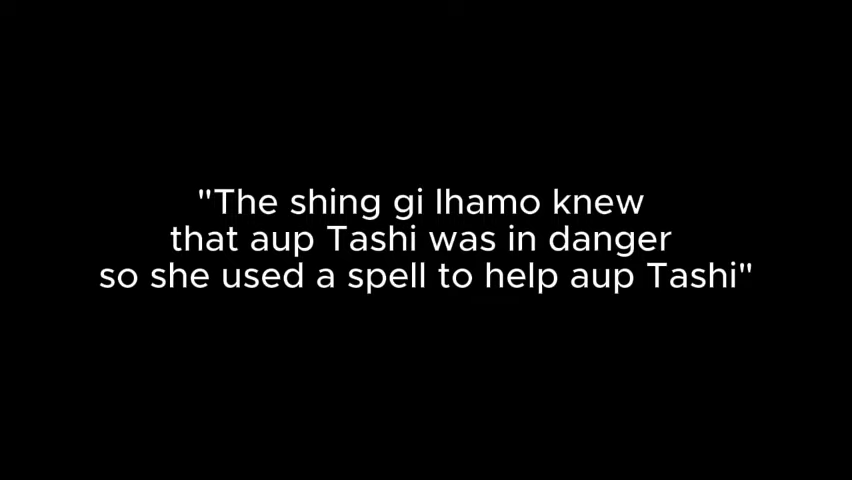 "The shing gi lhamo knew
that aup Tashi was in danger
so she used a spell to help aup Tashi"